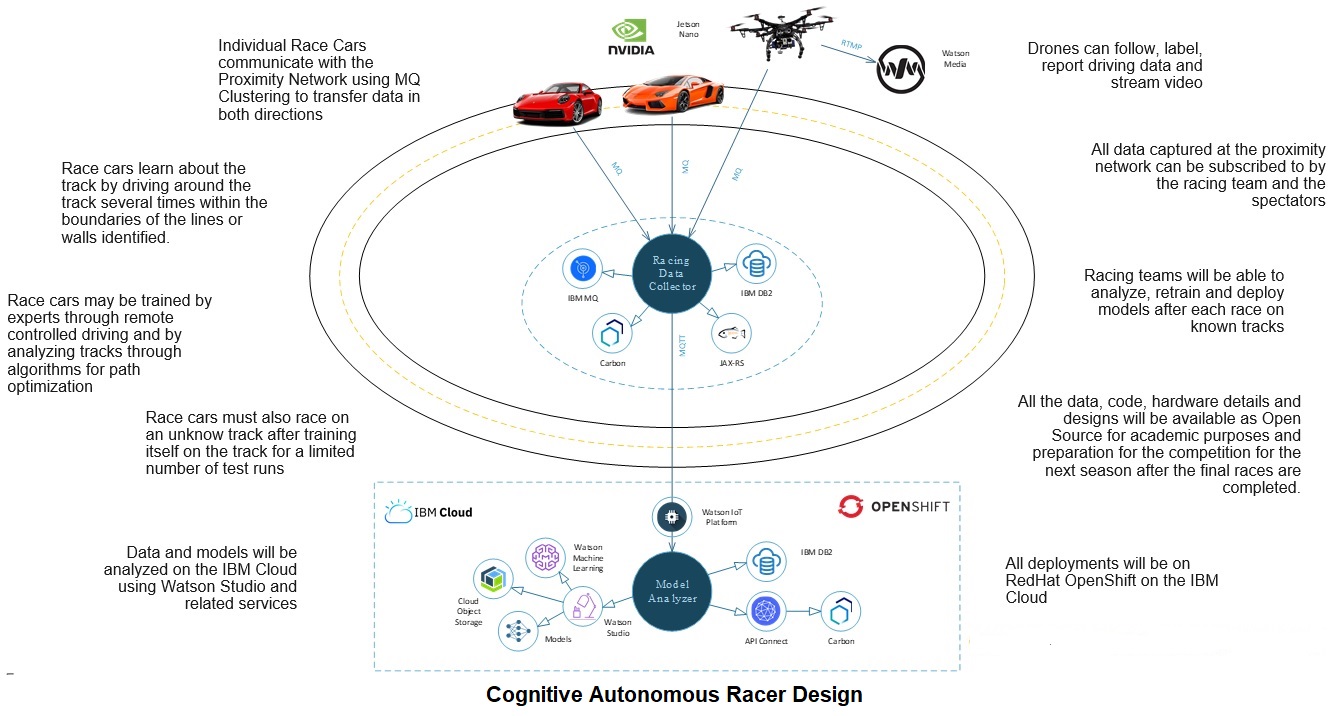 Individual Race Cars
communicate with the
Proximity Network using MQ
Clustering to transfer data in
both directions
NVIDIA
Jetson
Nano
RTMP
WM
Watson
Media
Drones can follow, label,
report driving data and
stream video
Race cars learn about the
track by driving around the
track several times within the
boundaries of the lines or
walls identified.
MQ
MQ
MQ
All data captured at the proximity
network can be subscribed to by
the racing team and the
spectators
Racing
Data
Collector
IBM MQ
IBM DB2
Carbon
JAX-RS
MQTT
Racing teams will be able to
analyze, retrain and deploy
models after each race on
known tracks
Race cars may be trained by
experts through remote
controlled driving and by
analyzing tracks through
algorithms for path
optimization
Race cars must also race on
an unknow track after training
itself on the track for a limited
number of test runs
All the data, code, hardware details and
designs will be available as Open
Source for academic purposes and
preparation for the competition for the
next season after the final races are
completed.
IBM Cloud
Watson IoT
Platform
OPENSHIFT
Data and models will be
analyzed on the IBM Cloud
using Watson Studio and
related services
Watson
Machine
Learning
Cloud
Object
Storage
Models
Watson
Studio
Model
Analyzer
IBM DB2
API Connect
Carbon
All deployments will be on
RedHat OpenShift on the IBM
Cloud
Cognitive Autonomous Racer Design